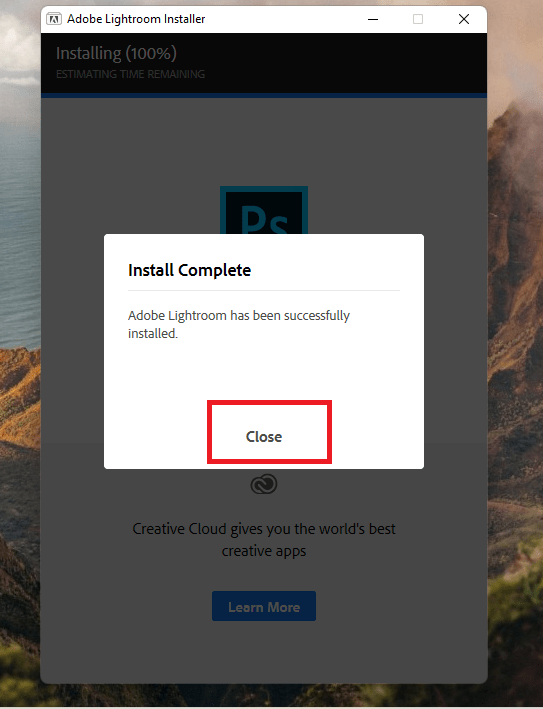 Adobe Lightroom Installer
Installing (100%)
ESTIMATING TIME REMAINING
Ps
Install Complete
Adobe Lightroom has been successfully
installed.
Close
Creative Cloud gives you the world's best
creative apps
Learn More